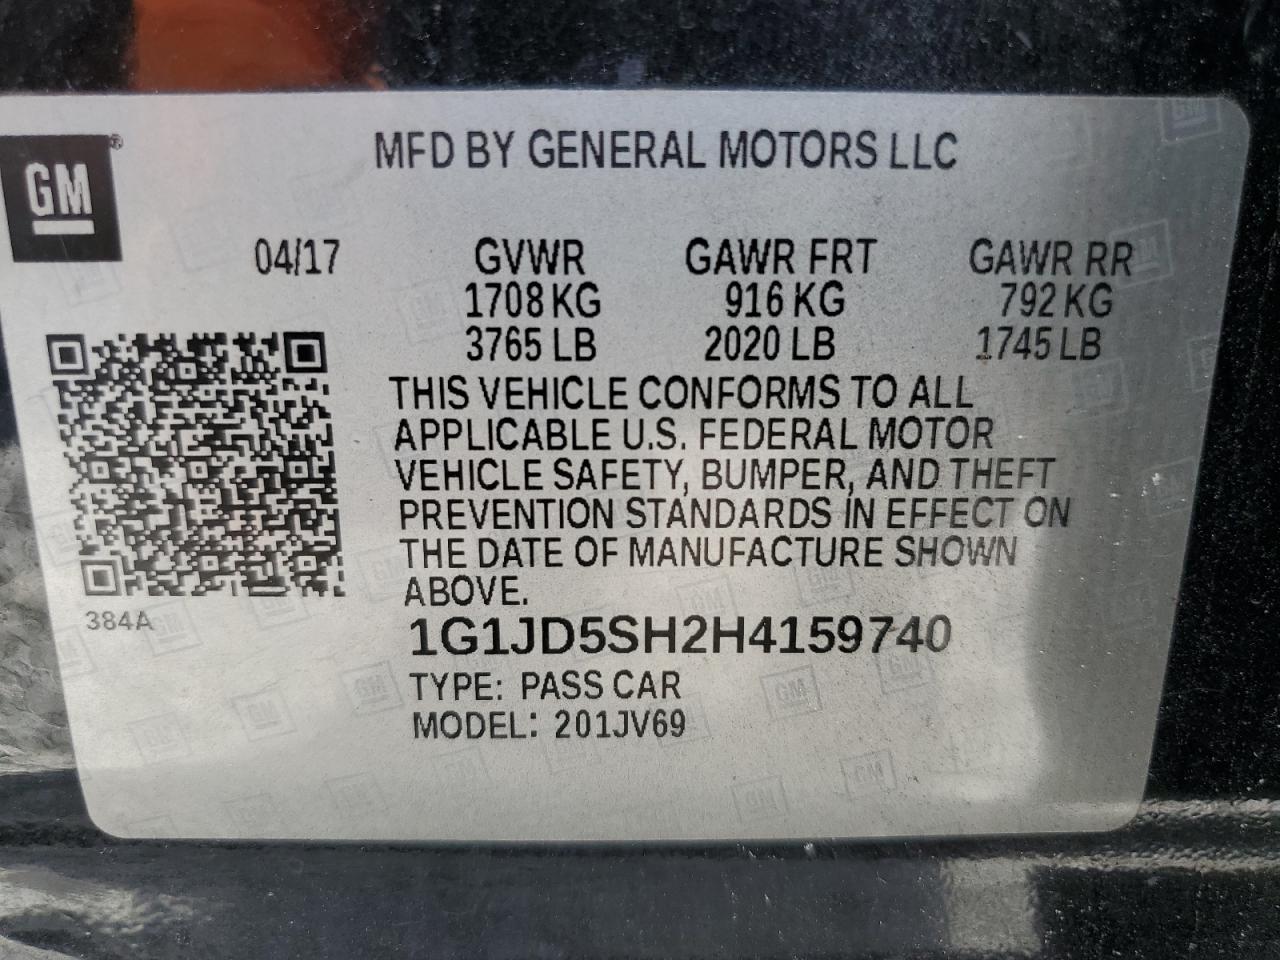 GM®
MFD BY GENERAL MOTORS LLC
04/17 GVWR GAWR FRT GAWR RR
1708 KG 916 KG 792 KG
3765 LB 2020 LB 1745 LB
THIS VEHICLE CONFORMS TO ALL
APPLICABLE U.S. FEDERAL MOTOR
VEHICLE SAFETY, BUMPER, AND THEFT
PREVENTION STANDARDS IN EFFECT ON
THE DATE OF MANUFACTURE SHOWN
ABOVE.
384A
1G1JD5SH2H4159740
TYPE: PASS CAR
MODEL: 201JV69